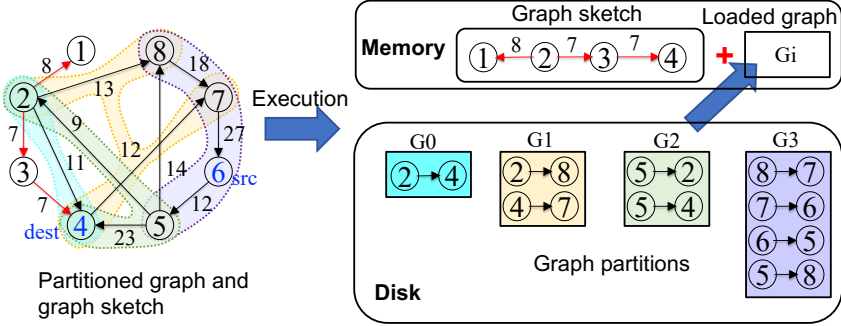 1
8
8
18
2
13
7
7
9
27
3
11
12
14
6
src
7
dest
4
23
5
12
Partitioned graph and
graph sketch
Execution
Graph sketch
Loaded graph
Memory
1 8 2 7 3 7 4
+
Gi
G0
G1
G2
G3
2 4
2 8
4 7
5 2
5 4
8 7
7 6
6 5
5 8
Graph partitions
Disk